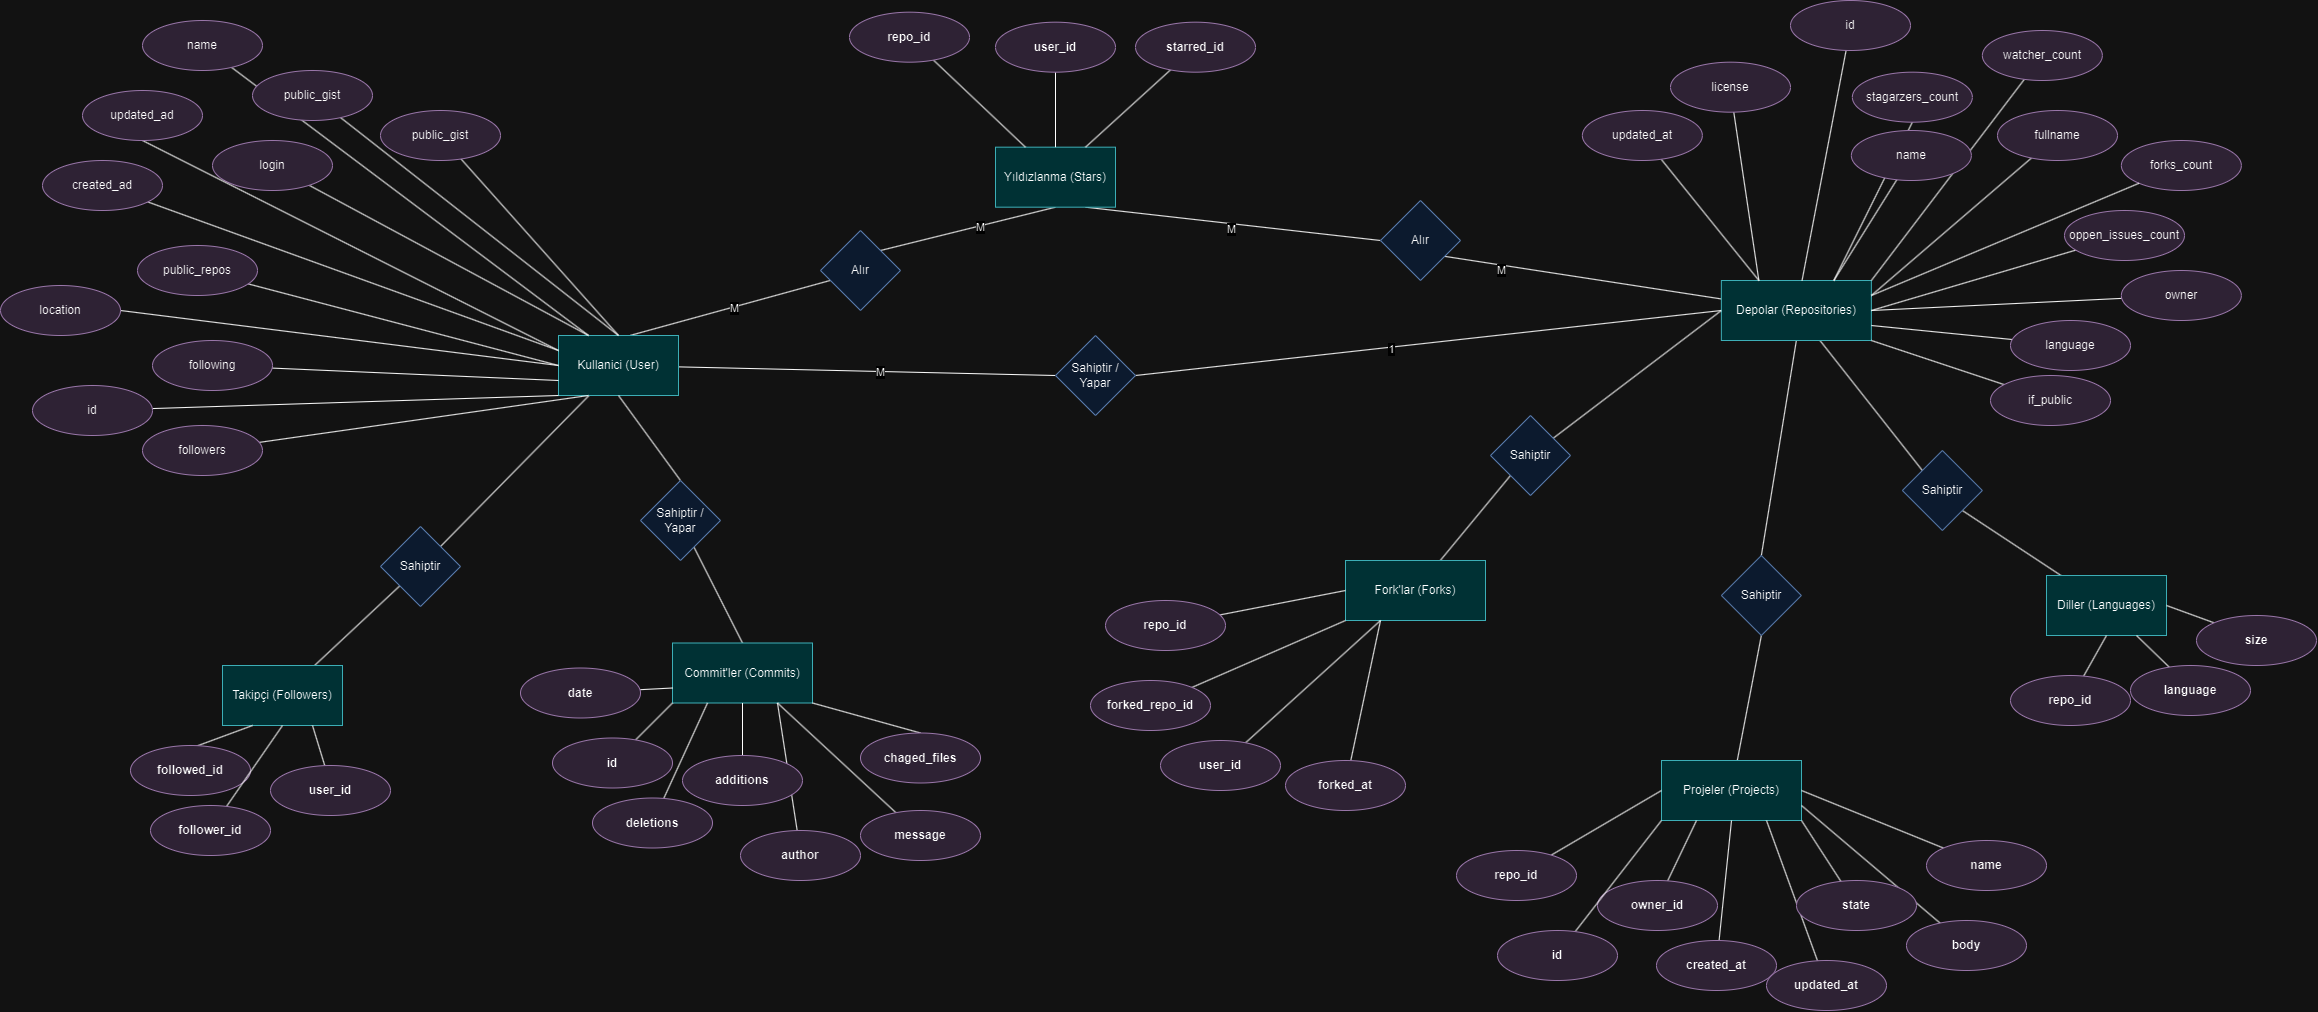 name
public_gist
updated_ad
public_gist
login
created_ad
public_repos
location
following
id
followers
Kullanici (User)
repo_id
user_id
starred_id
Yıldızlanma (Stars)
M
M
Alır
Alır
M
M
id
watcher_count
license
stagarzers_count
updated_at
fullname
name
forks_count
oppen_issues_count
owner
Depolar (Repositories)
language
if_public
M
Sahiptir /
Yapar
1
Sahiptir
Sahiptir /
Yapar
Sahiptir
Sahiptir
Sahiptir
Takipçi (Followers)
followed_id
user_id
follower_id
Commit'ler (Commits)
date
id
additions
chaged_files
deletions
message
author
Fork'lar (Forks)
repo_id
forked_repo_id
user_id
forked_at
Diller (Languages)
size
language
repo_id
Projeler (Projects)
repo_id
name
owner_id
state
id
body
created_at
updated_at